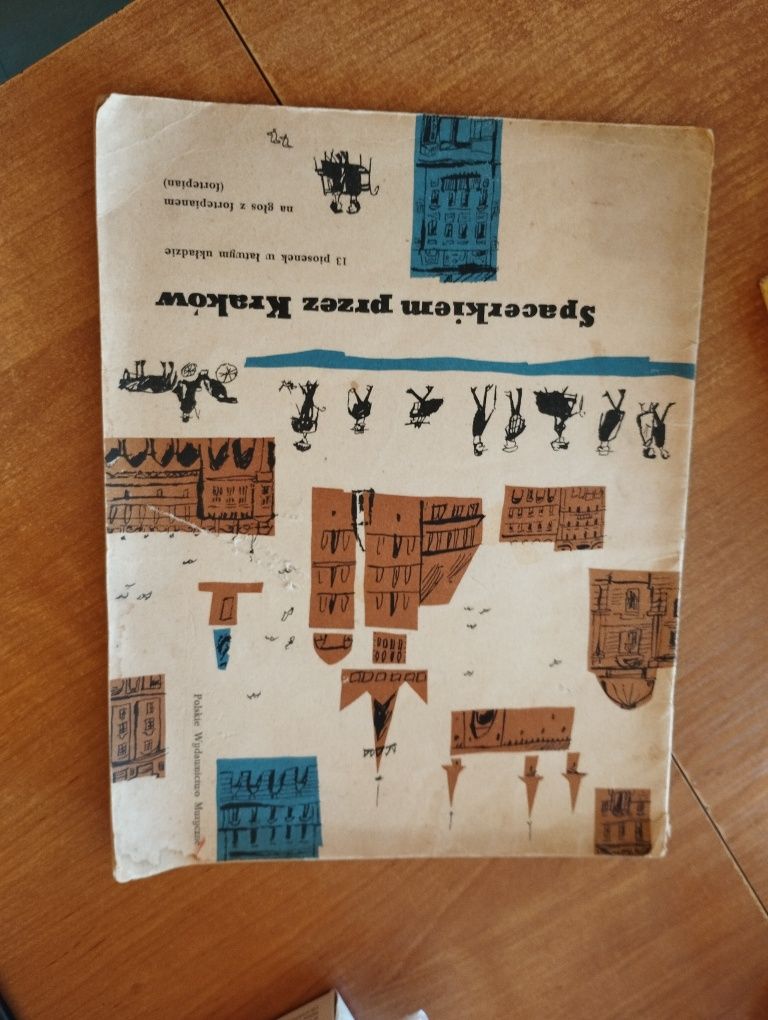 Spacerkiem przez Kraków
13 piosenek w łatwym układzie
na głos z fortepianem
(fortepian)
Polskie Wydawnictwo Muzyczne